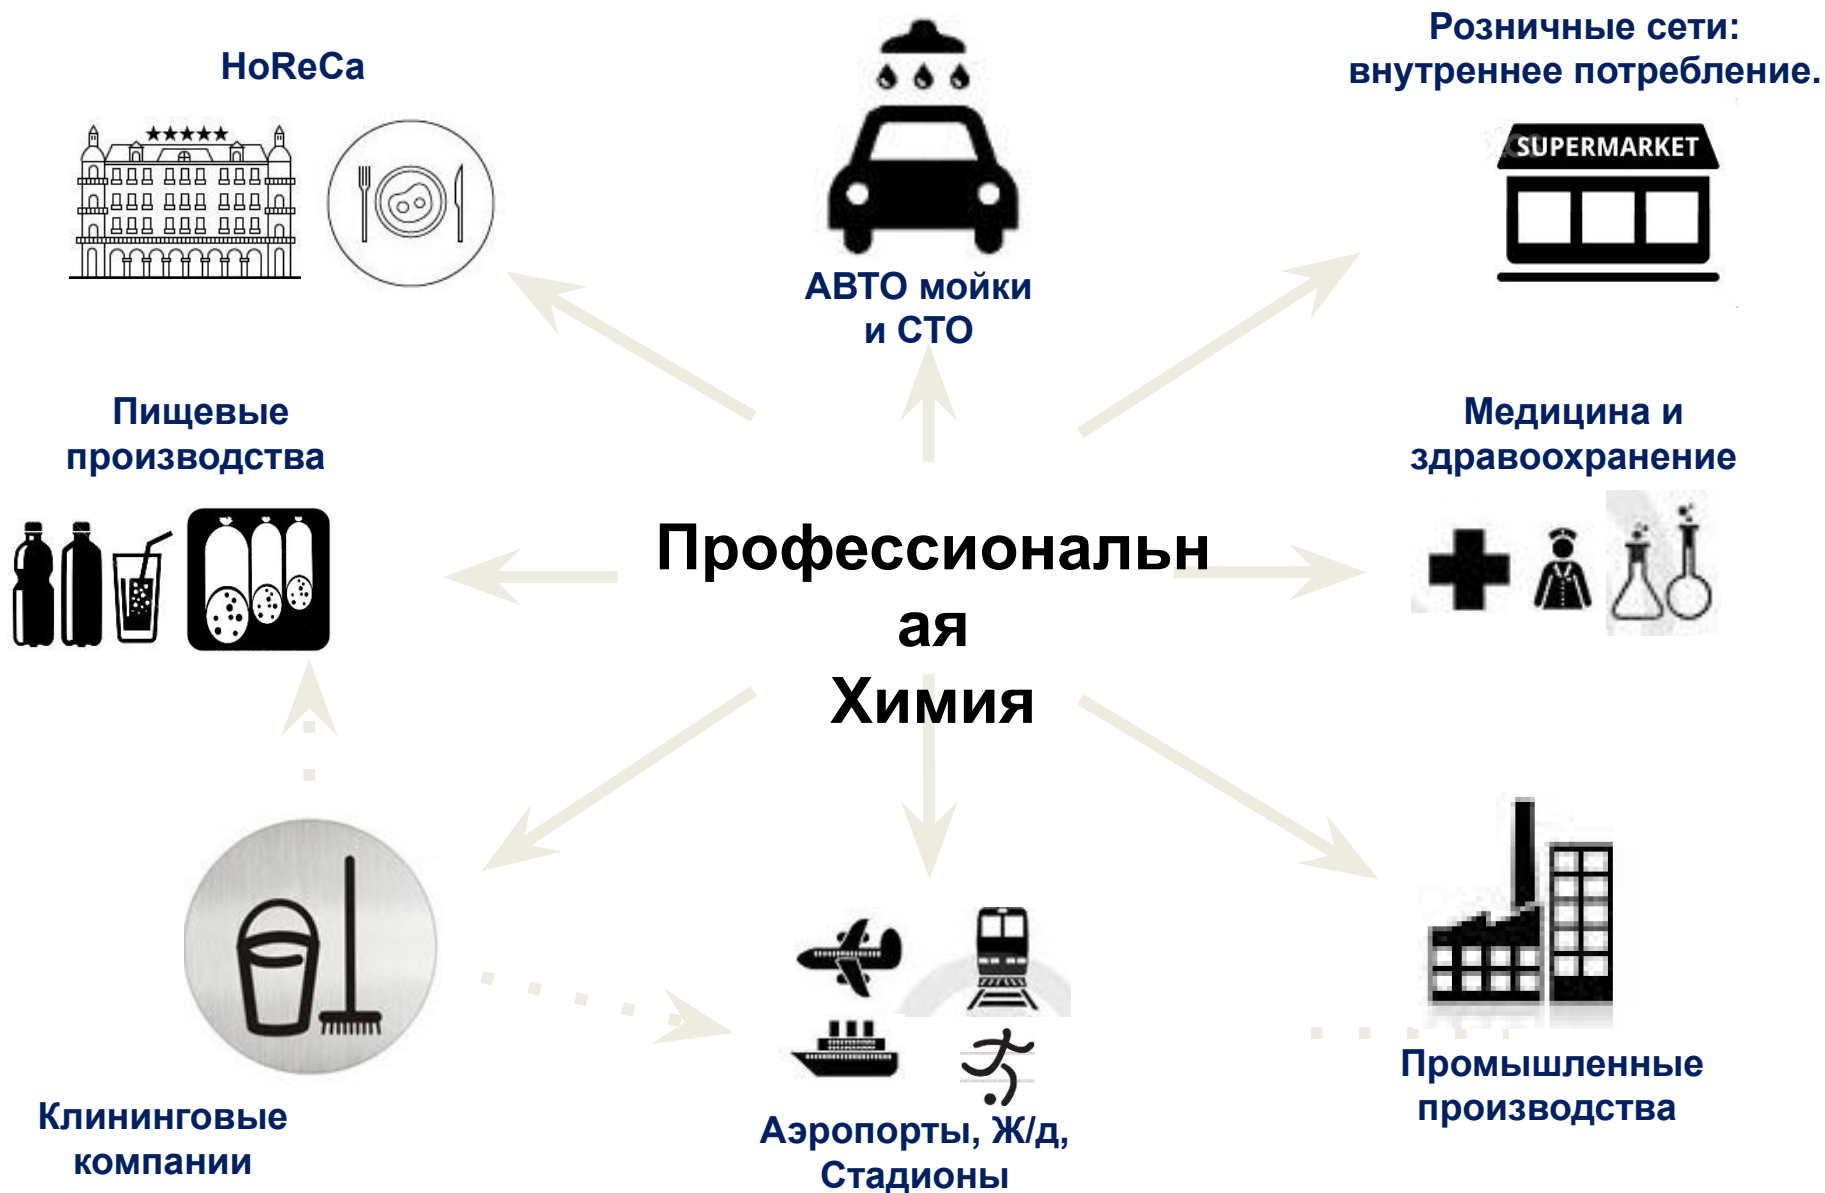 HoReCa
АВТО мойки
и СТО
Розничные сети:
внутреннее потребление.
SUPERMARKET
Пищевые
производства
Медицина и
здравоохранение
Профессиональн
ая
Химия
Клининговые
компании
Аэропорты, Ж/д,
Стадионы
Промышленные
производства